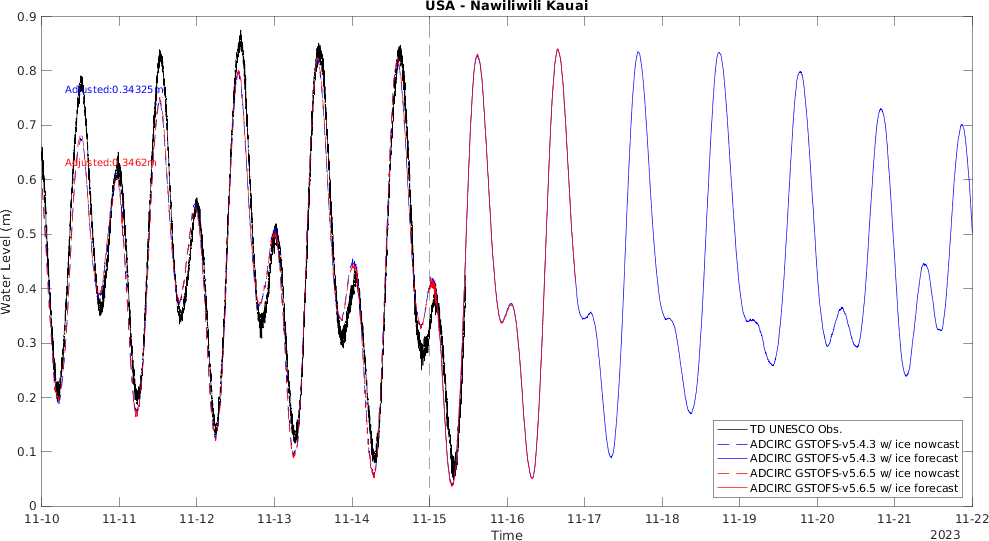 USA - Nawiliwili Kauai
0.9
0.8
0.7
0.6
0.5
0.4
0.3
0.2
0.1
0
Water Level (m)
Adjusted:0.34325m
Adjusted:0.3462m
TD UNESCO Obs.
ADCIRC GSTOFS-v5.4.3 w/ ice nowcast
ADCIRC GSTOFS-v5.4.3 w/ ice forecast
ADCIRC GSTOFS-v5.6.5 w/ ice nowcast
ADCIRC GSTOFS-v5.6.5 w/ ice forecast
11-10 11-11 11-12 11-13 11-14 11-15 11-16 11-17 11-18 11-19 11-20 11-21 11-22
Time
2023